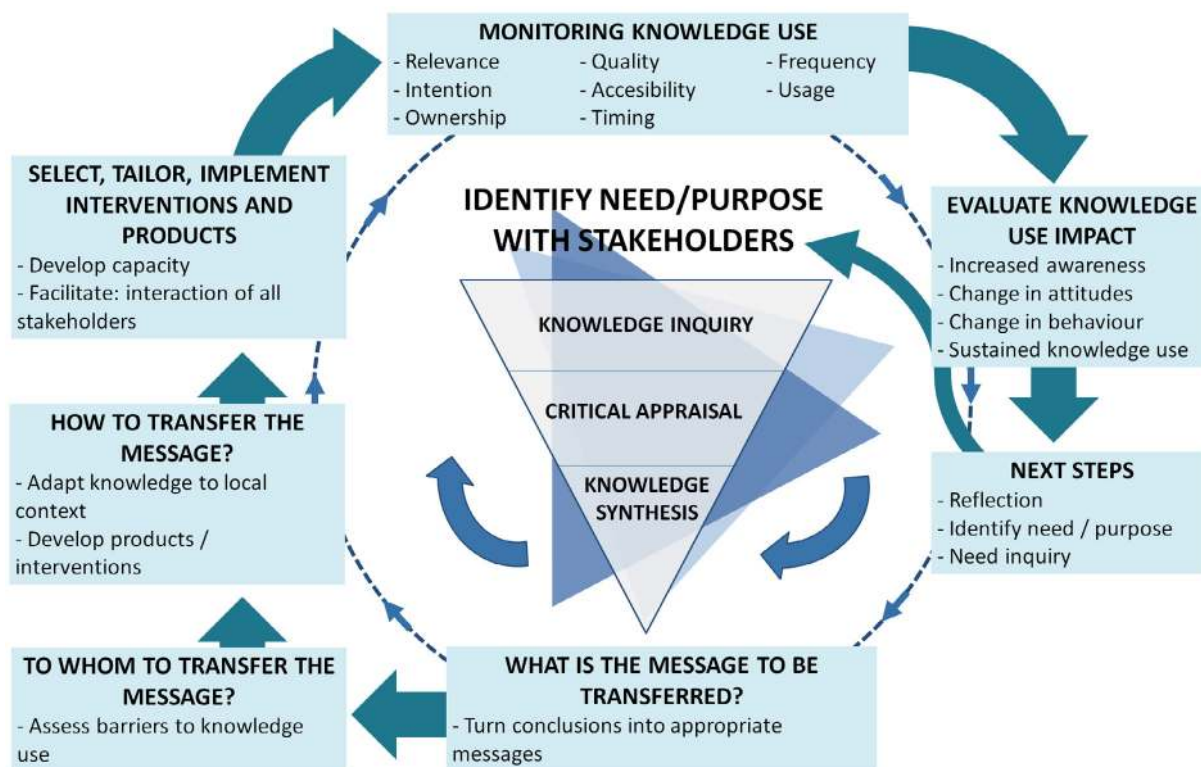 MONITORING KNOWLEDGE USE
- Relevance
- Intention
- Ownership
- Quality
- Accesibility
- Timing
- Frequency
- Usage
SELECT, TAILOR, IMPLEMENT
INTERVENTIONS AND
PRODUCTS
- Develop capacity
- Facilitate: interaction of all
stakeholders
IDENTIFY NEED/PURPOSE
WITH STAKEHOLDERS
EVALUATE KNOWLEDGE
USE IMPACT
- Increased awareness
- Change in attitudes
- Change in behaviour
- Sustained knowledge use
KNOWLEDGE INQUIRY
CRITICAL APPRAISAL
KNOWLEDGE
SYNTHESIS
HOW TO TRANSFER THE
MESSAGE?
- Adapt knowledge to local
context
- Develop products /
interventions
NEXT STEPS
- Reflection
- Identify need / purpose
- Need inquiry
TO WHOM TO TRANSFER THE
MESSAGE?
- Assess barriers to knowledge
use
WHAT IS THE MESSAGE TO BE
TRANSFERRED?
- Turn conclusions into appropriate
messages